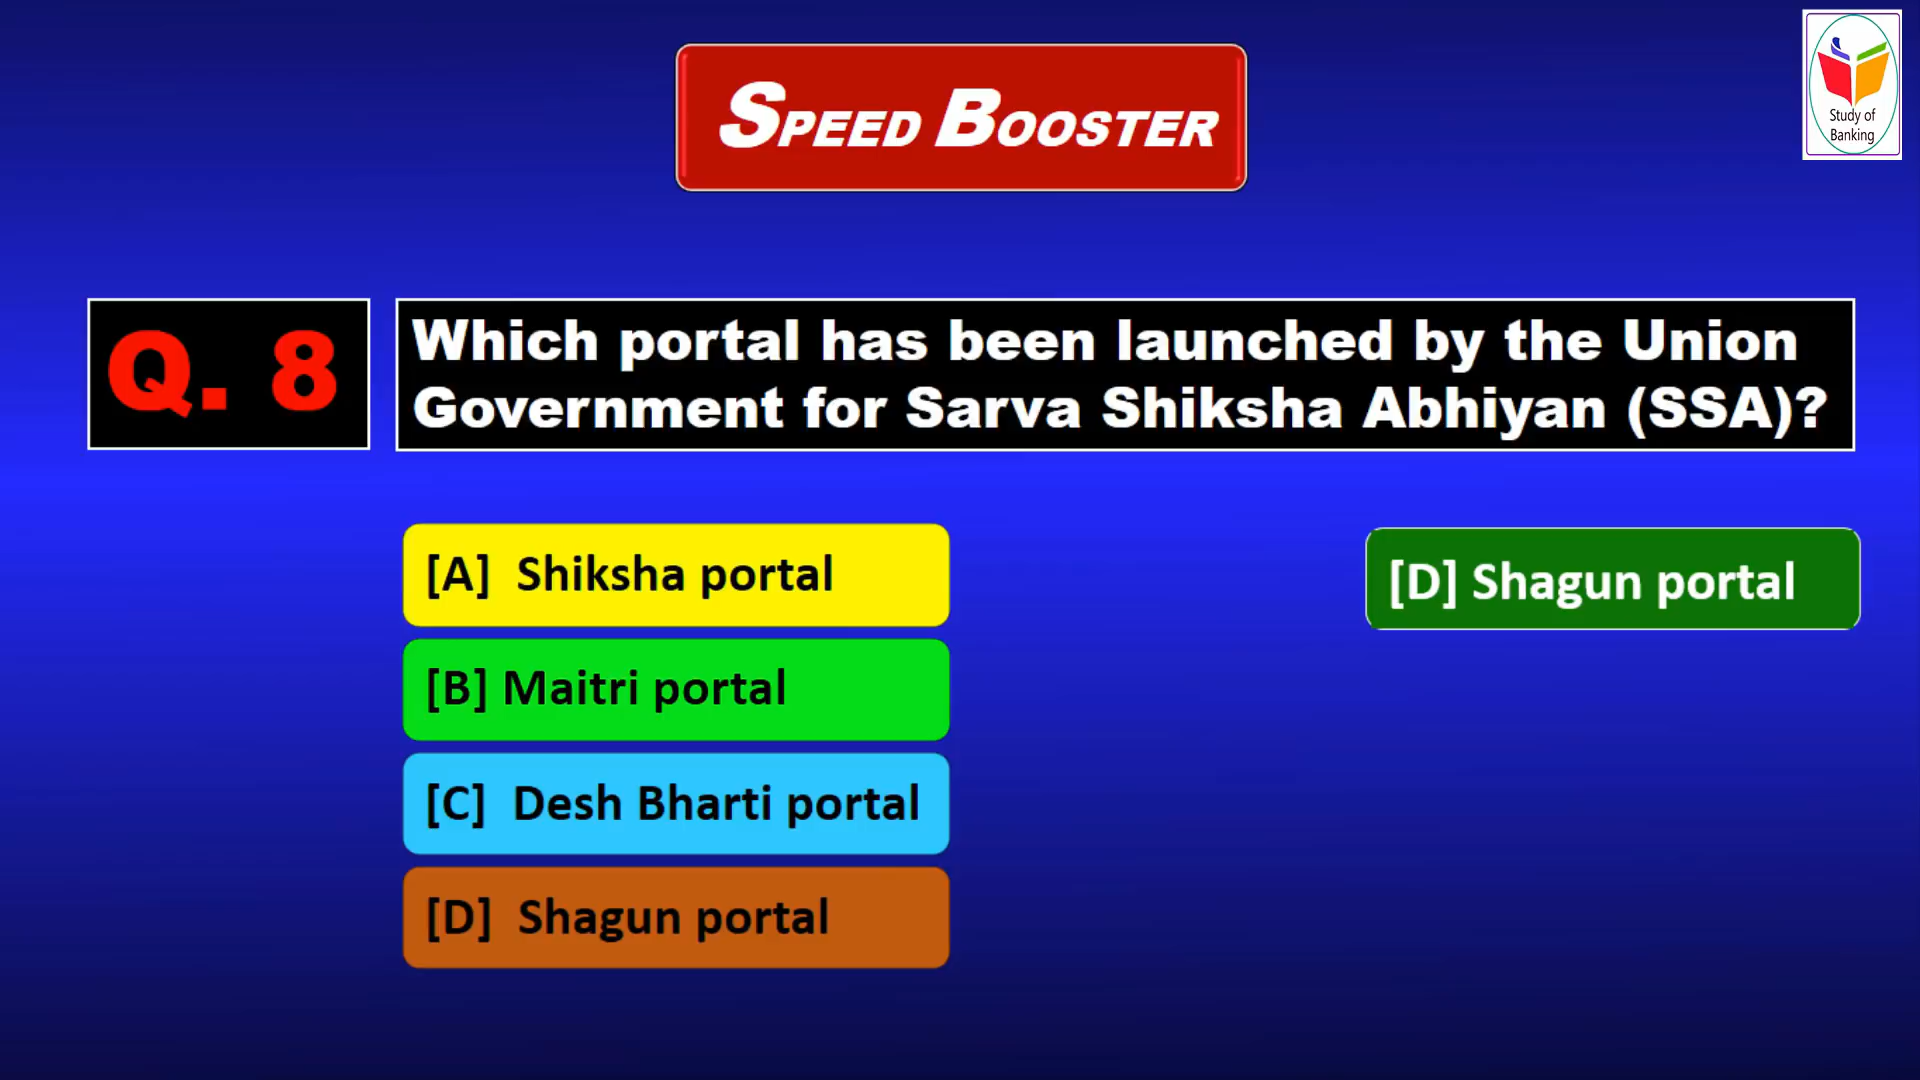 SPEED BOOSTER
Study of
Banking
Q. 8
Which portal has been launched by the Union
Government for Sarva Shiksha Abhiyan (SSA)?
[A] Shiksha portal
[B] Maitri portal
[C] Desh Bharti portal
[D] Shagun portal
[D] Shagun portal